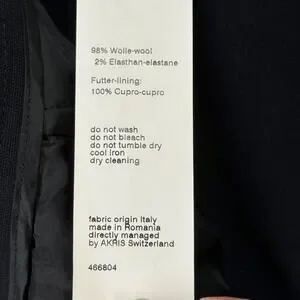 98% Wolle-wool
2% Elasthan-elastane
Futter-lining:
100% Cupro-cupro
do not wash
do not bleach
do not tumble dry
cool iron
dry cleaning
fabric origin Italy
made in Romania
directly managed
by AKRIS Switzerland
466804